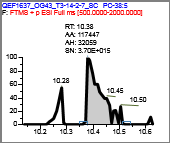 QEF1637_OG43_T3-14-2-7_SC PC-38:5
F: FTMS + p ESI Full ms [500.0000-2000.0000]
RT: 10.38
AA: 117447
AH: 32059
SN: 3.70E+015
100
80
60
40
20
0
10.28
10.45
10.50
10.2 10.3 10.4 10.5 10.6